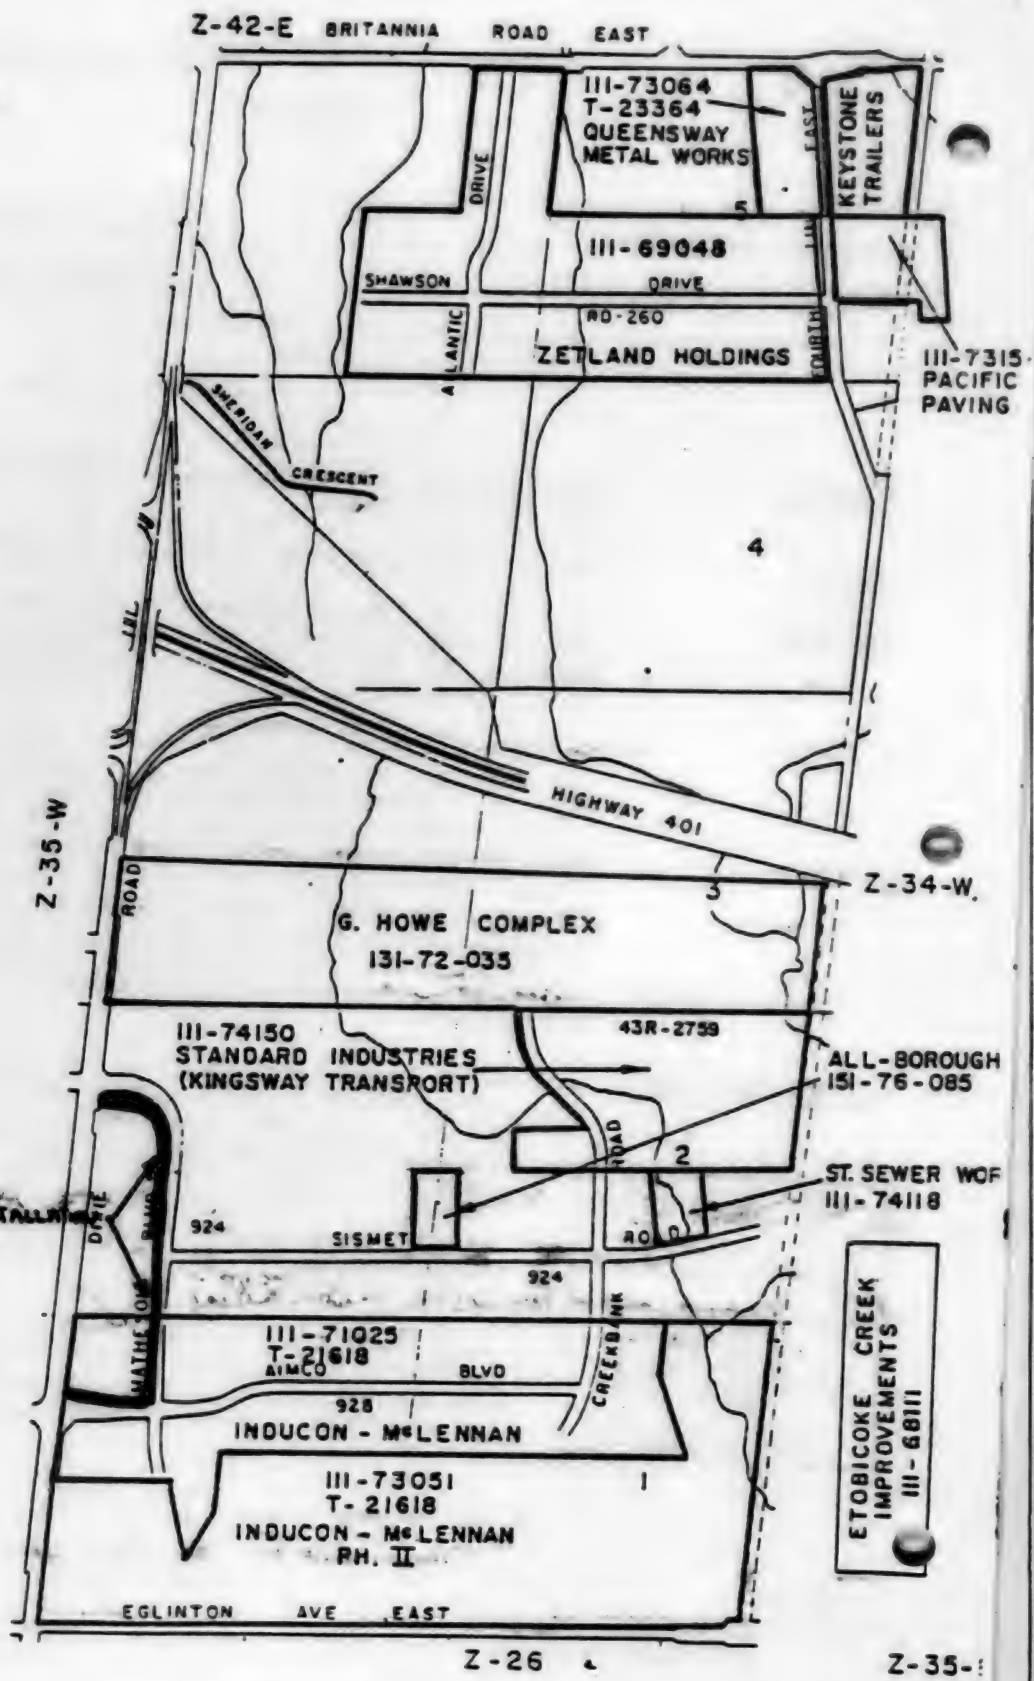 Z-42-E BRITANNIA ROAD EAST
111-73064
T-23364
QUEENSWAY
METAL WORKS
EAST
KEYSTONE
TRAILERS
DRIVE
5
111-69048
SHAWSON DRIVE
RD-260
ATLANTIC
ZETLAND HOLDINGS
FOURTH
111-7315
PACIFIC
PAVING
SHERIDAN
CRESCENT
4
HIGHWAY 401
Z-35-W
ROAD
3
Z-34-W.
G. HOWE COMPLEX
131-72-035
111-74150
STANDARD INDUSTRIES
(KINGSWAY TRANSPORT)
43R-2759
ALL-BOROUGH
151-76-085
ROAD
2
ST. SEWER WOF
111-74118
DIXIE
924
SISMET RO D
924
MATHESON
CREEKBANK
111-71025
T-21618
AIMCO BLVD
928
INDUCON - McLENNAN
111-73051
T-21618
INDUCON - McLENNAN
PH. II
1
ETOBICOKE CREEK
IMPROVEMENTS
111-68111
EGLINTON AVE EAST
Z-26
Z-35-